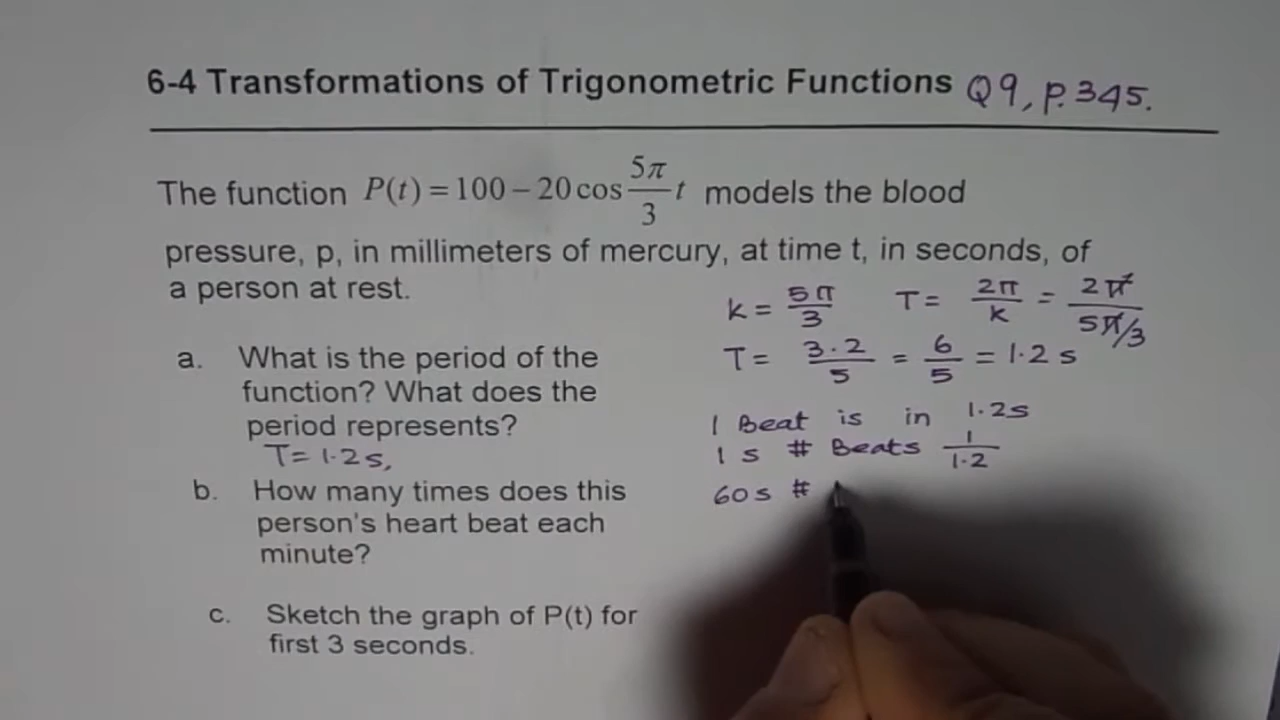 6-4 Transformations of Trigonometric Functions Q9, p.345.
The function P(t) = 100 − 20 cos 5π/3 t models the blood
pressure, p, in millimeters of mercury, at time t, in seconds, of
a person at rest.
k = 5π/3 T = 2π/k = 2π/5π/3
T = 3·2/5 = 6/5 = 1·2 s
a. What is the period of the
function? What does the
period represents?
T = 1·2 s,
1 Beat is in 1·2s
1 s # Beats 1/1·2
60 s #
b. How many times does this
person's heart beat each
minute?
c. Sketch the graph of P(t) for
first 3 seconds.